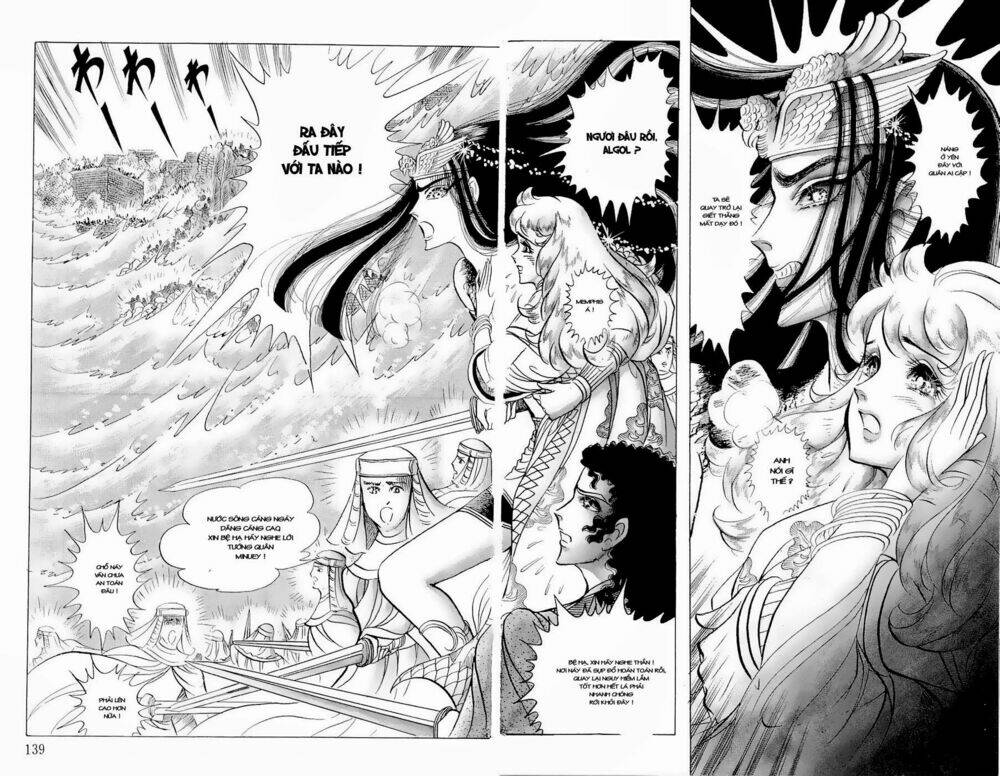 NÀNG
Ở YÊN
ĐÂY VỚI
QUÂN AI CẬP !
TA SẼ
QUAY TRỞ LẠI
GIẾT THẰNG
MẤT DẠY ĐÓ !
ANH
NÓI GÌ
THẾ ?
NGƯƠI ĐÂU RỒI,
ALGOL ?
MEMPHIS
À !
BỆ HẠ, XIN HÃY NGHE THẦN !
NƠI NÀY ĐÃ SỤP ĐỔ HOÀN TOÀN RỒI,
QUAY LẠI NGUY HIỂM LẮM
TỐT HƠN HẾT LÀ PHẢI
NHANH CHÓNG
RỜI KHỎI ĐÂY !
RA ĐÂY
ĐẤU TIẾP
VỚI TA NÀO !
わ
わ
わ
NƯỚC SÔNG CÀNG NGÀY
DÂNG CÀNG CAO,
XIN BỆ HẠ HÃY NGHE LỜI
TƯỚNG QUÂN
MINUEY !
CHỖ NÀY
VẪN CHƯA
AN TOÀN
ĐÂU !
PHẢI LÊN
CAO HƠN
NỮA !
139